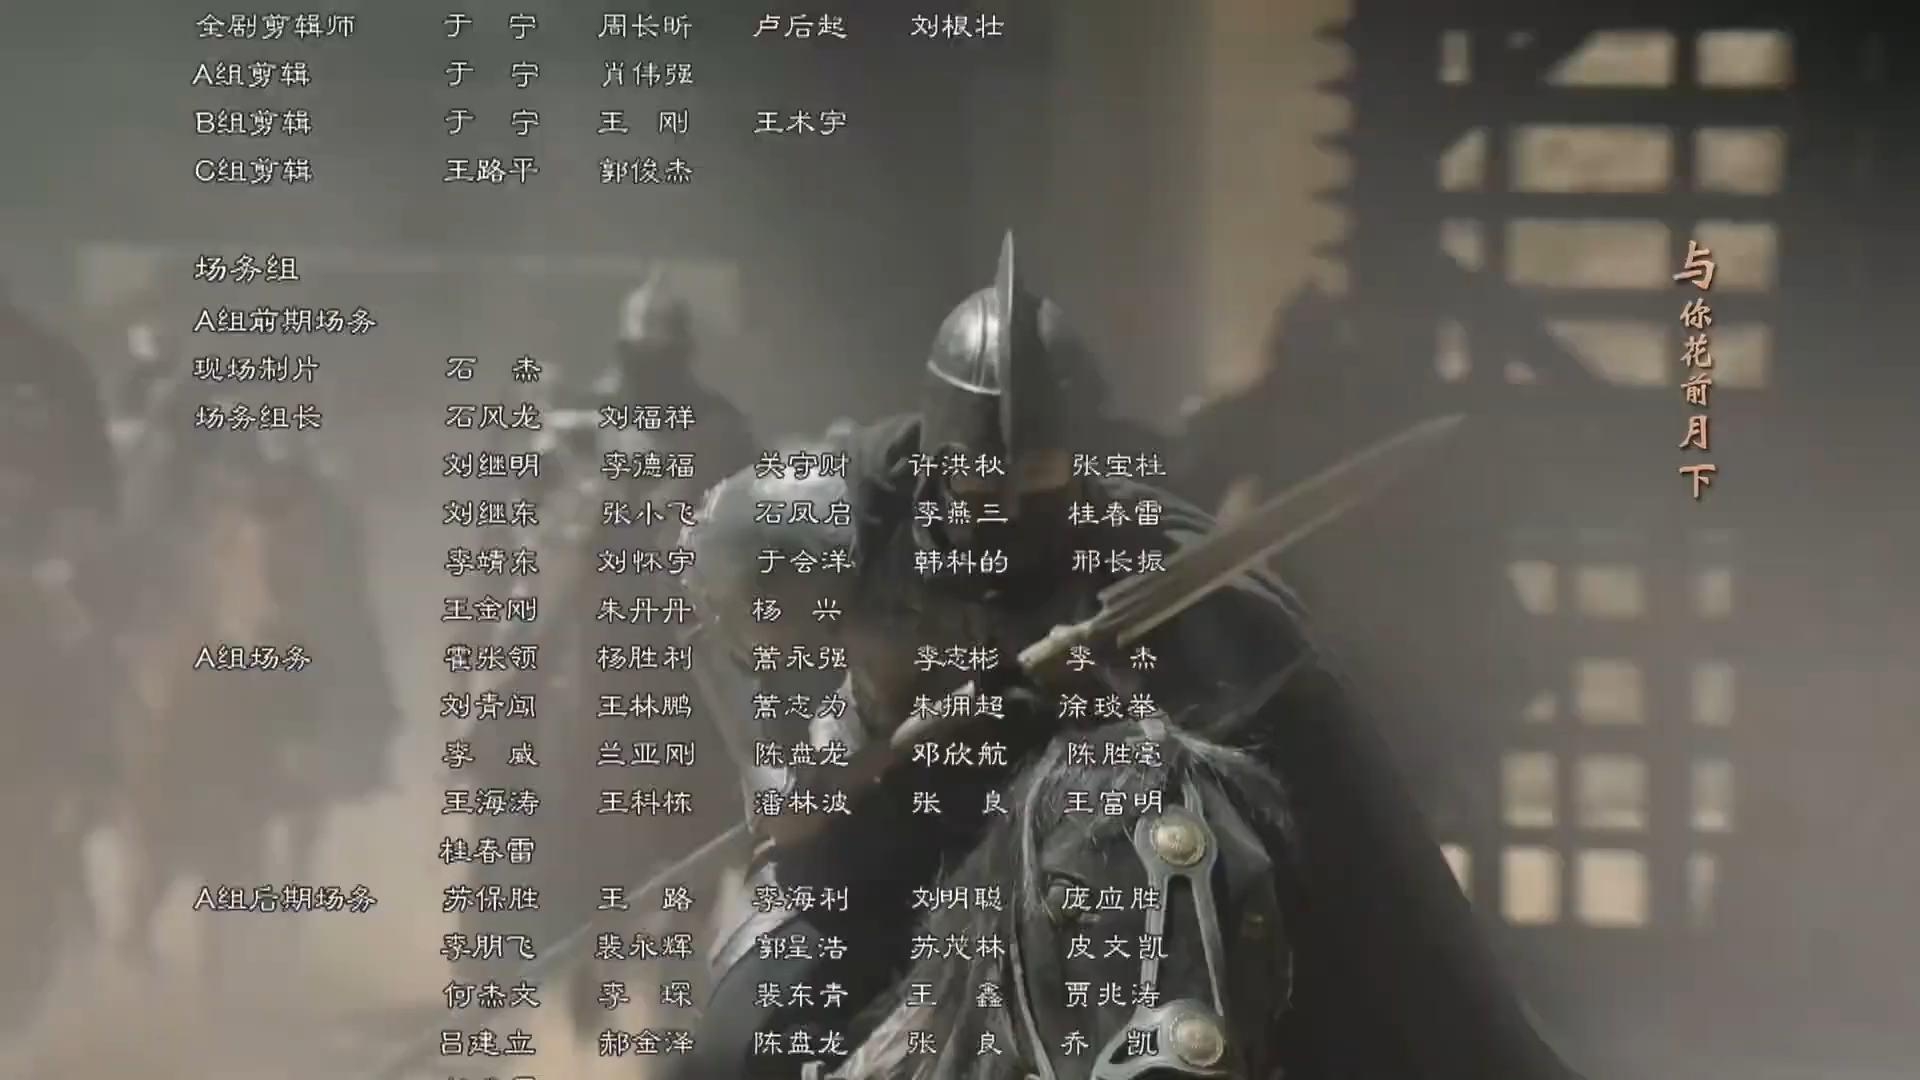 全剧剪辑师 于 宁 周长昕 卢后起 刘根壮
A组剪辑 于 宁 肖伟强
B组剪辑 于 宁 王 刚 王术宇
C组剪辑 王路平 郭俊杰
场务组
A组前期场务
现场制片 石 杰
场务组长 石风龙 刘福祥
刘继明 李德福 关守财 许洪秋 张宝柱
刘继东 张小飞 石凤启 李燕三 桂春雷
李靖东 刘怀宇 于会洋 韩科的 邢长振
王金刚 朱丹丹 杨 兴
A组场务 霍张领 杨胜利 蒿永强 李志彬 李 杰
刘青闯 王林鹏 蒿志为 朱拥超 徐琰举
李 威 兰亚刚 陈盘龙 邓欣航 陈胜亮
王海涛 王科栋 潘林波 张 良 王富明
桂春雷
A组后期场务 苏保胜 王 路 李海利 刘明聪 庞应胜
李朋飞 裴永辉 郭呈浩 苏茂林 皮文凯
何杰文 李 琛 裴东青 王 鑫 贾兆涛
吕建立 郝金泽 陈盘龙 张 良 乔 凯
与你花前月下